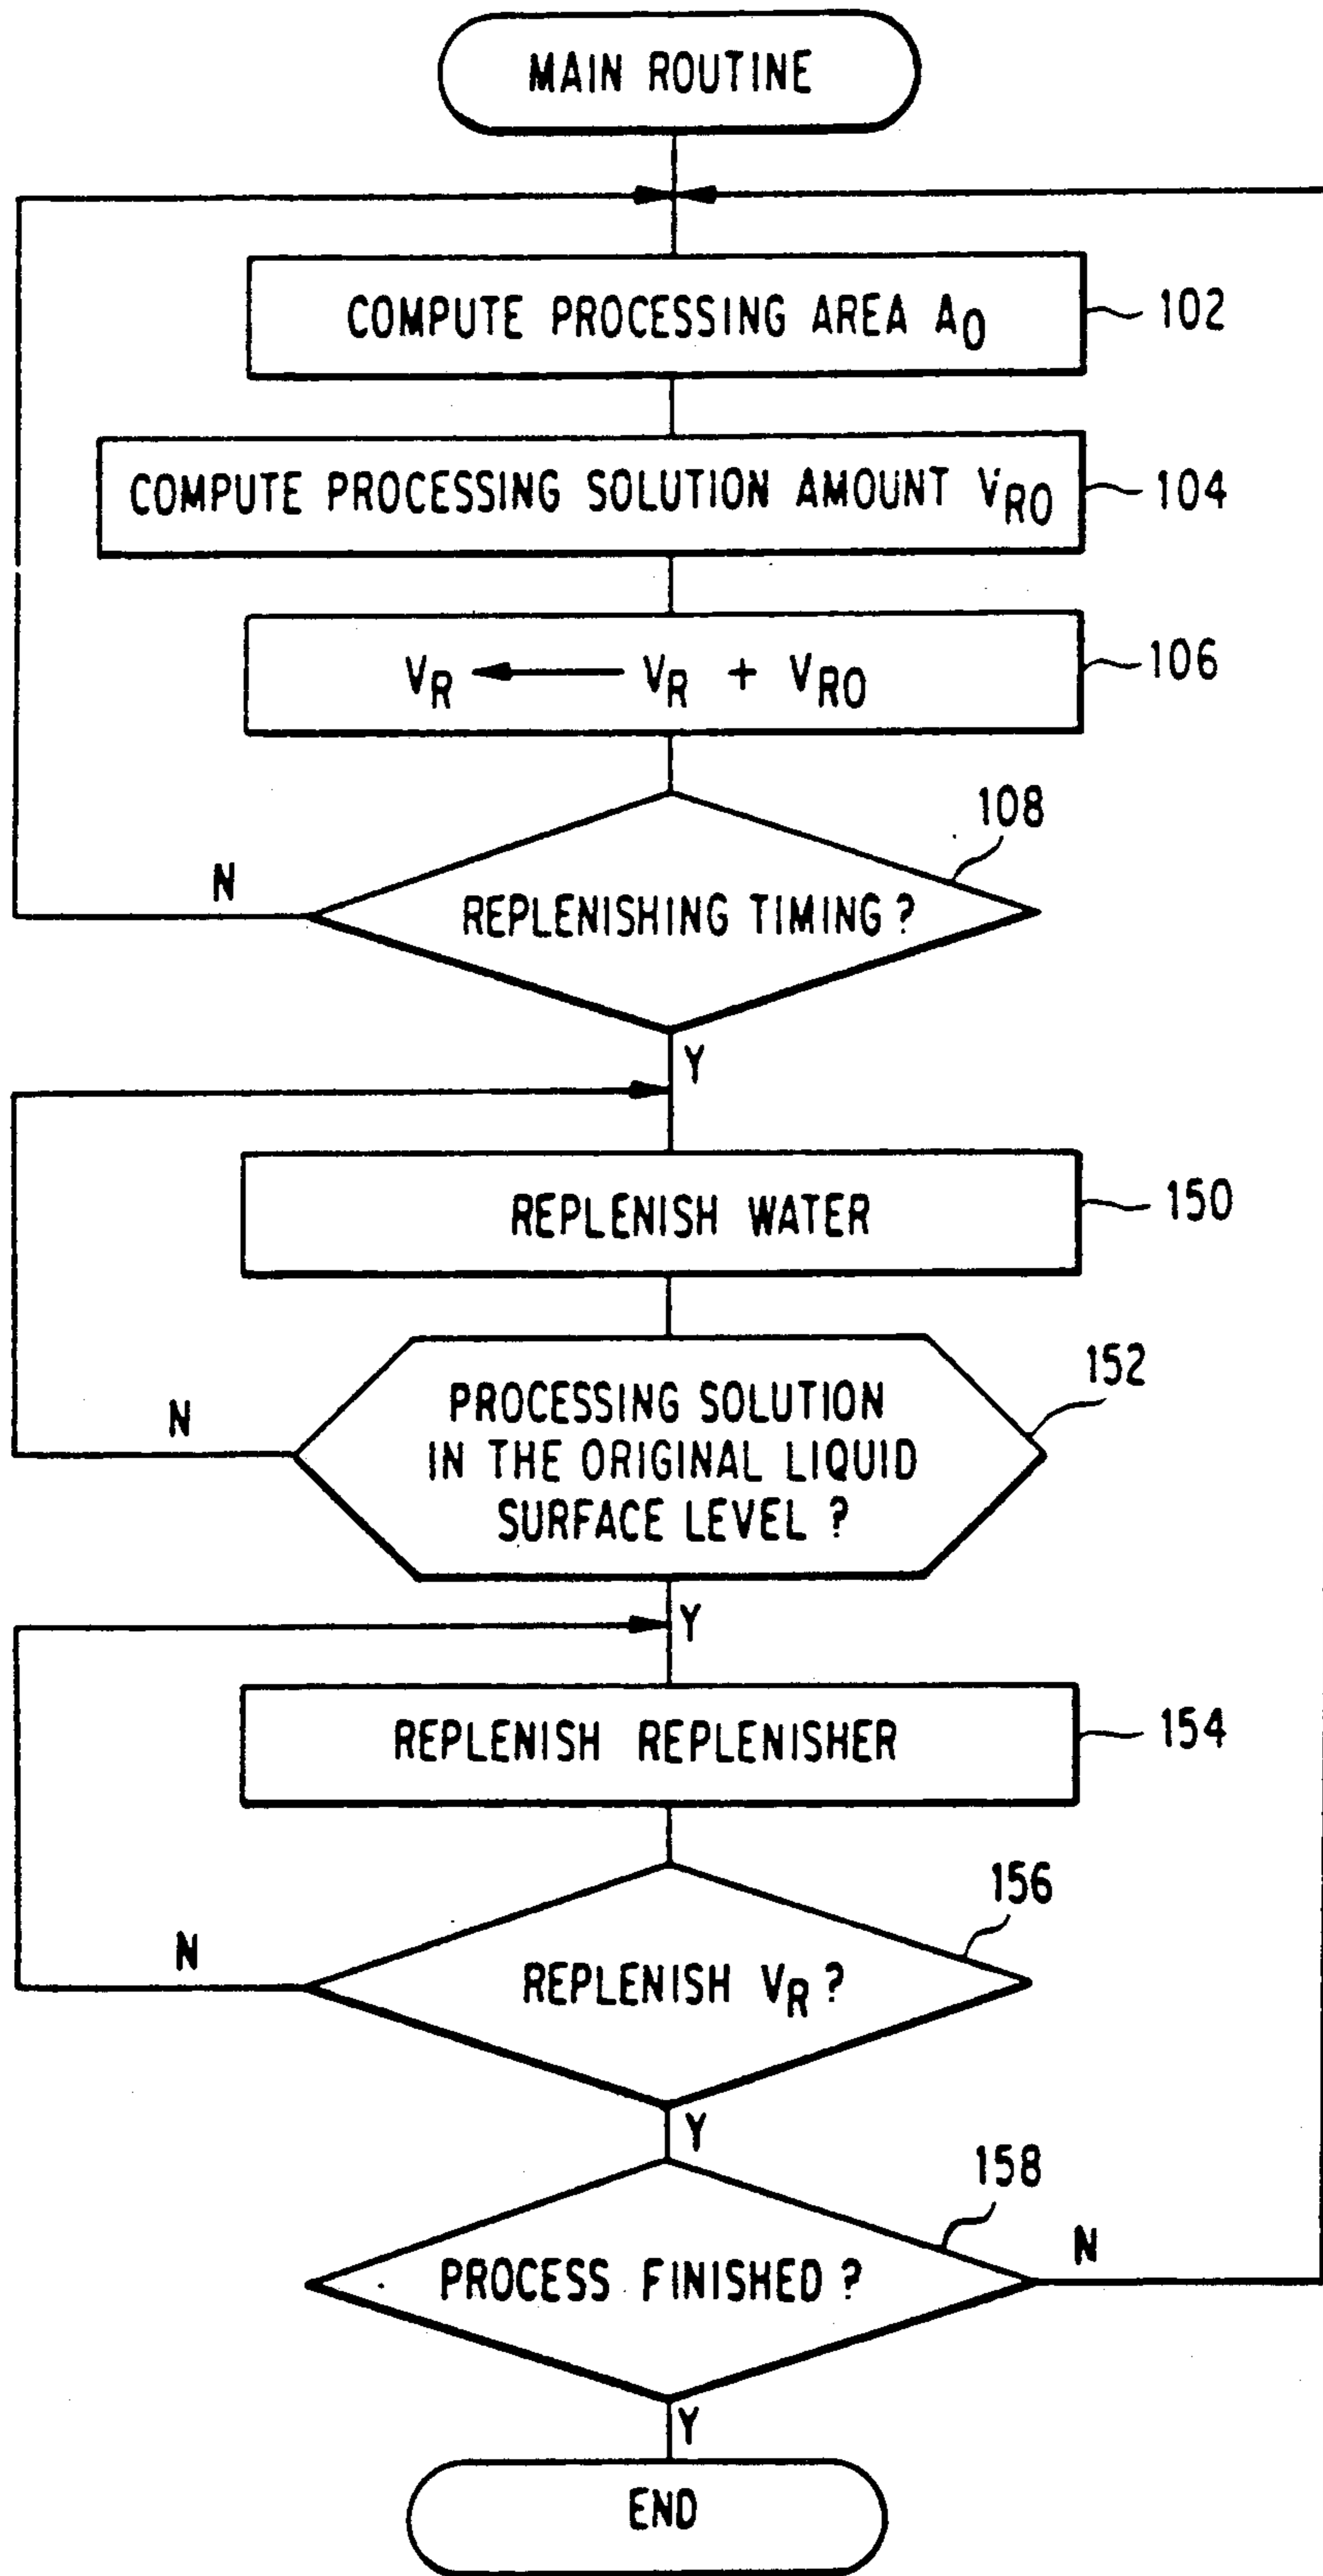 MAIN ROUTINE
COMPUTE PROCESSING AREA A0
102
COMPUTE PROCESSING SOLUTION AMOUNT VRO
104
VR ← VR + VRO
106
108
N
REPLENISHING TIMING ?
Y
REPLENISH WATER
150
152
N
PROCESSING SOLUTION
IN THE ORIGINAL LIQUID
SURFACE LEVEL ?
Y
REPLENISH REPLENISHER
154
156
N
REPLENISH VR ?
Y
158
PROCESS FINISHED ?
N
Y
END